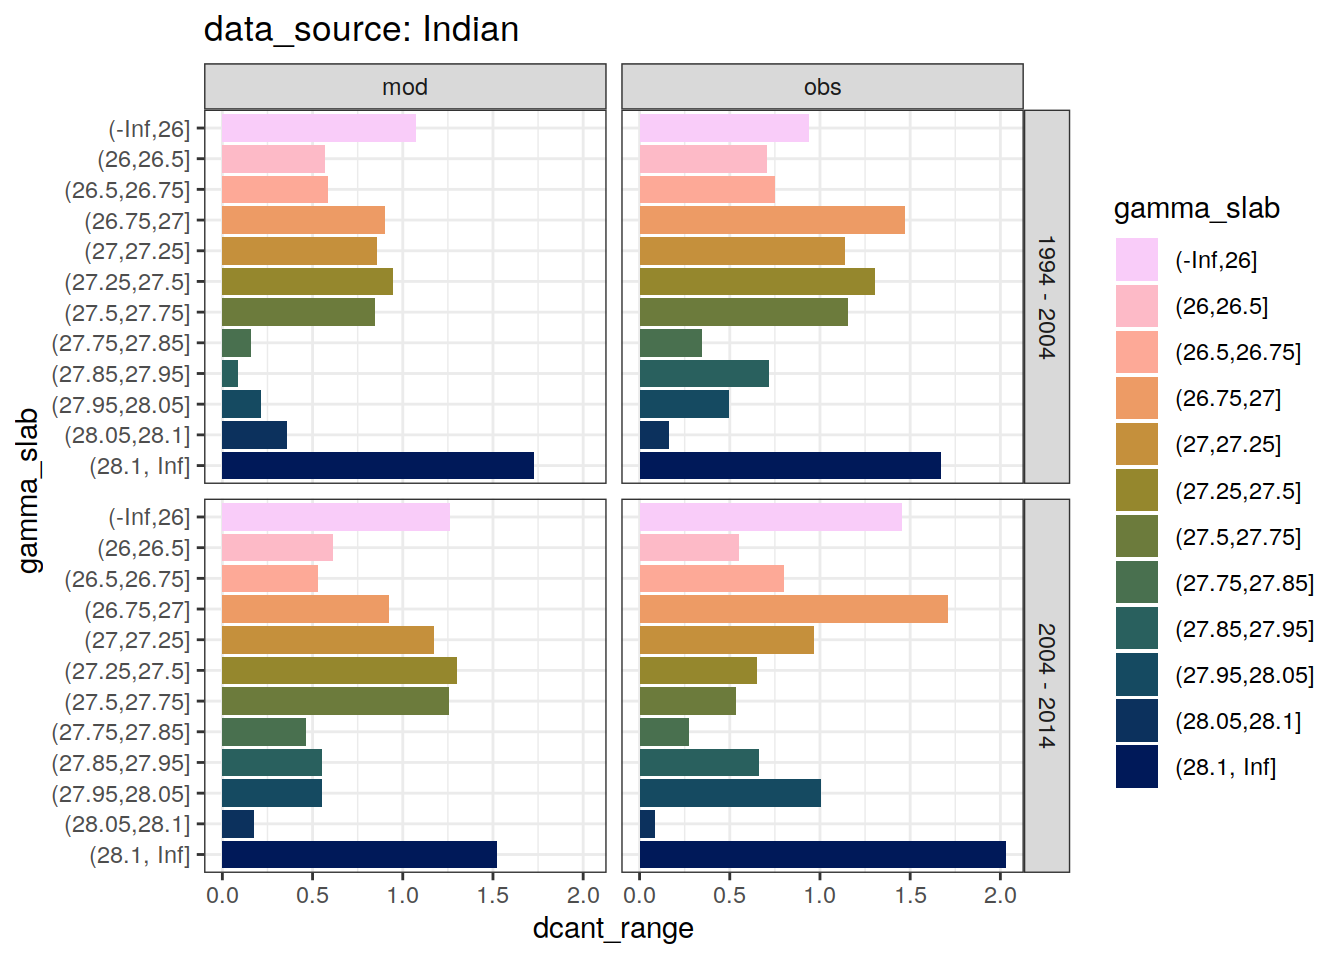 data_source: Indian
mod
obs
(-Inf,26]
(26,26.5]
(26.5,26.75]
(26.75,27]
(27,27.25]
(27.25,27.5]
(27.5,27.75]
(27.75,27.85]
(27.85,27.95]
(27.95,28.05]
(28.05,28.1]
(28.1, Inf]
1994 - 2004
(-Inf,26]
(26,26.5]
(26.5,26.75]
(26.75,27]
(27,27.25]
(27.25,27.5]
(27.5,27.75]
(27.75,27.85]
(27.85,27.95]
(27.95,28.05]
(28.05,28.1]
(28.1, Inf]
2004 - 2014
gamma_slab
0.0 0.5 1.0 1.5 2.0
0.0 0.5 1.0 1.5 2.0
dcant_range
gamma_slab
(-Inf,26]
(26,26.5]
(26.5,26.75]
(26.75,27]
(27,27.25]
(27.25,27.5]
(27.5,27.75]
(27.75,27.85]
(27.85,27.95]
(27.95,28.05]
(28.05,28.1]
(28.1, Inf]